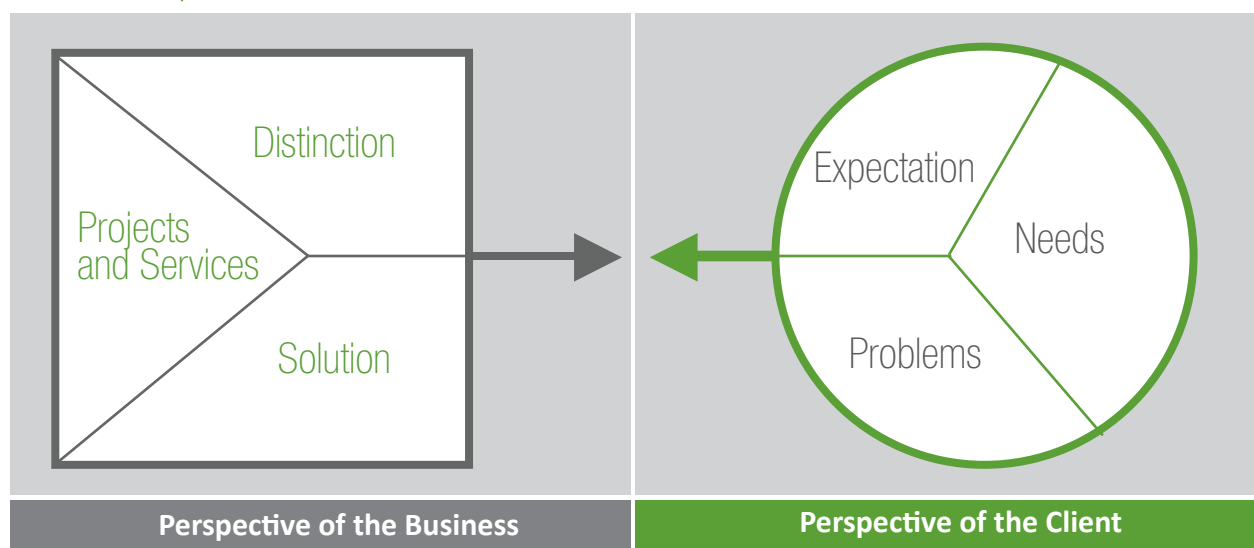 Distinction
Projects
and Services
Solution
Expectation
Needs
Problems
Perspective of the Business
Perspective of the Client